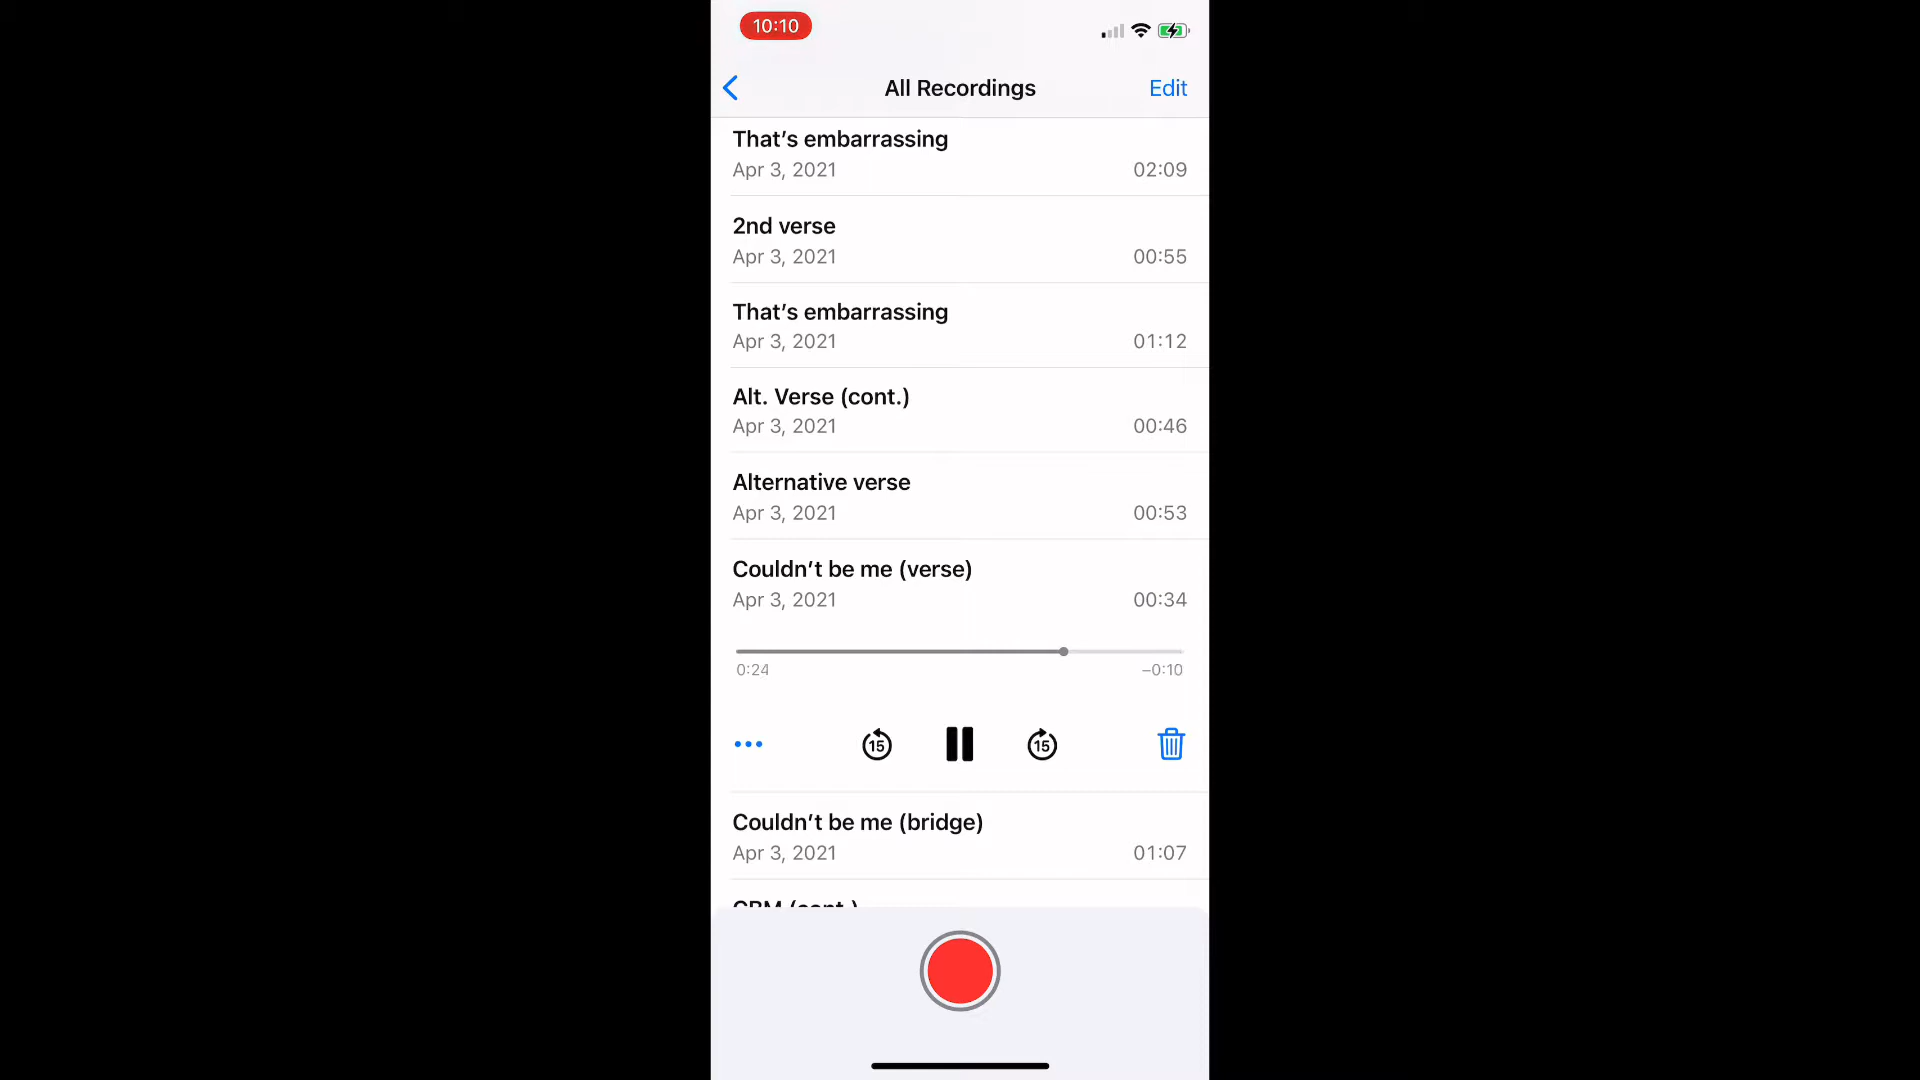 10:10
All Recordings
Edit
That's embarrassing
Apr 3, 2021
02:09
2nd verse
Apr 3, 2021
00:55
That's embarrassing
Apr 3, 2021
01:12
Alt. Verse (cont.)
Apr 3, 2021
00:46
Alternative verse
Apr 3, 2021
00:53
Couldn't be me (verse)
Apr 3, 2021
00:34
0:24
–0:10
15
15
Couldn't be me (bridge)
Apr 3, 2021
01:07
CBM (cont.)